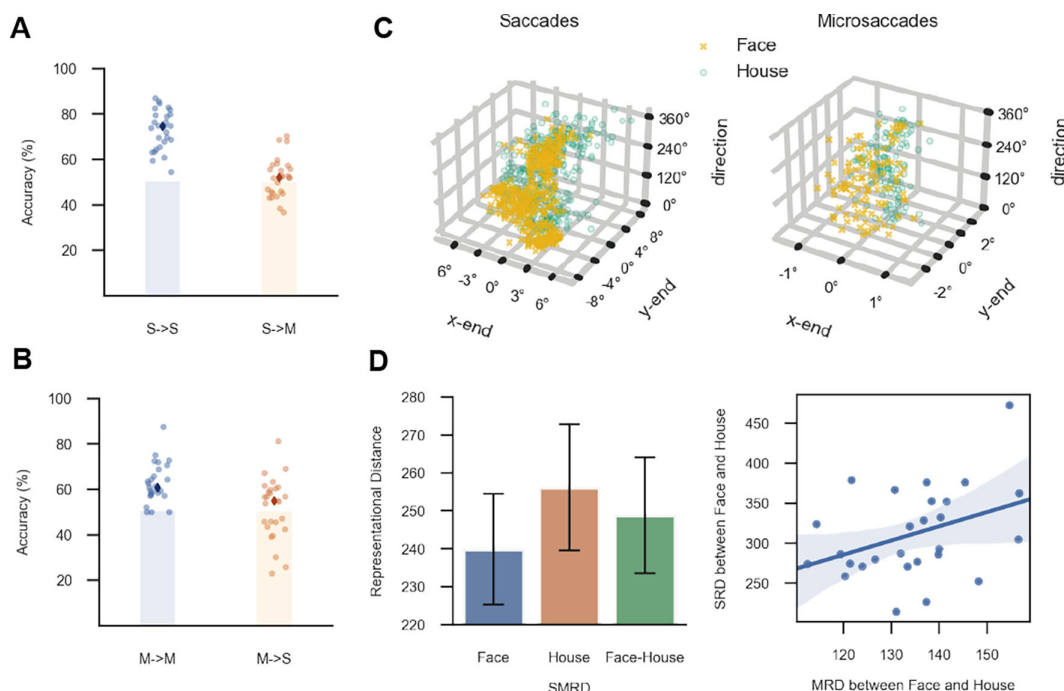 A
100
80
60
40
20
Accuracy (%)
S->S
S->M
B
100
80
60
40
20
Accuracy (%)
M->M
M->S
C
Saccades
Microsaccades
Face
House
360°
240°
120°
0°
direction
6°
-3°
0°
3°
6°
x-end
-8°
-4°
0°
4°
8°
y-end
360°
240°
120°
0°
direction
-1°
0°
1°
x-end
-2°
0°
2°
y-end
D
280
270
260
250
240
230
220
Representational Distance
Face
House
Face-House
SMRD
450
400
350
300
250
SRD between Face and House
120
130
140
150
MRD between Face and House